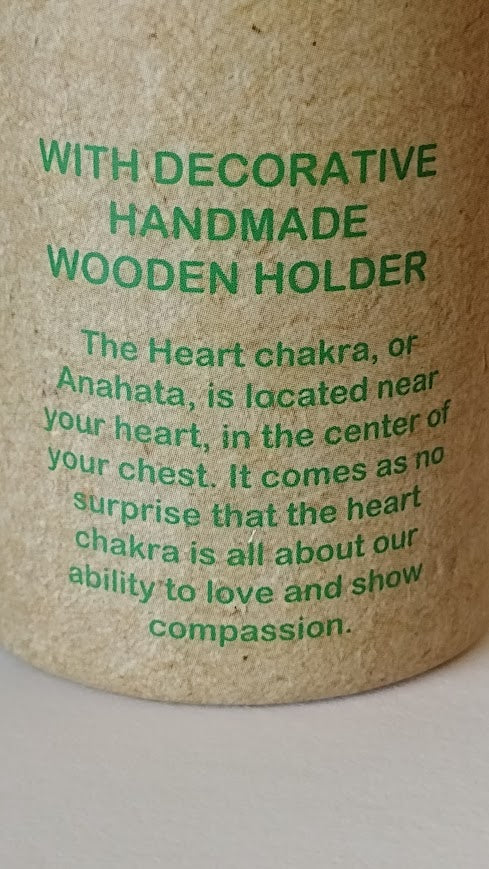 WITH DECORATIVE
HANDMADE
WOODEN HOLDER
The Heart chakra, or
Anahata, is located near
your heart, in the center of
your chest. It comes as no
surprise that the heart
chakra is all about our
ability to love and show
compassion.